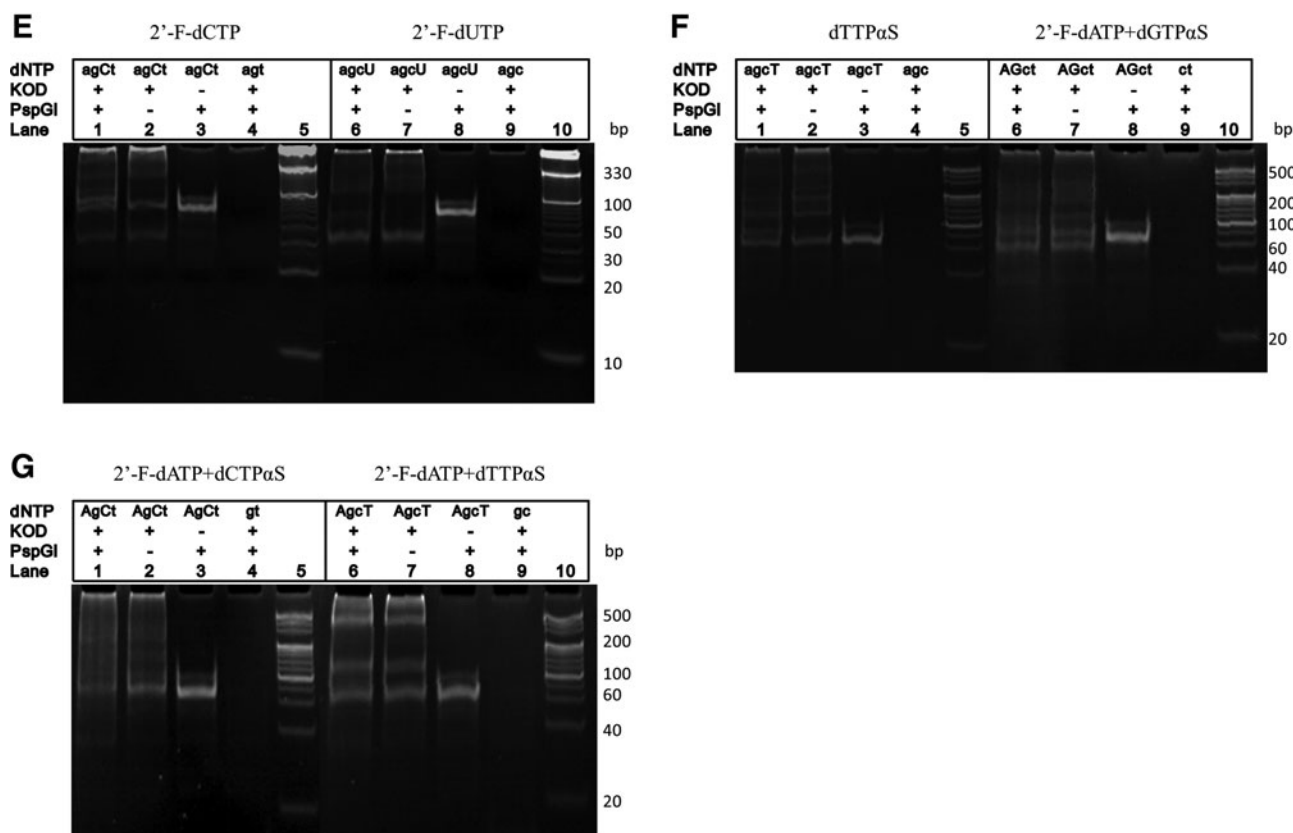 E
2’-F-dCTP 2’-F-dUTP
dNTP agCt agCt agCt agt agcU agcU agcU agc
KOD + + - + + + - +
PspGI + - + + + - + +
Lane 1 2 3 4 5 6 7 8 9 10 bp
330
100
50
30
20
10
F
dTTPαS 2’-F-dATP+dGTPαS
dNTP agcT agcT agcT agc AGct AGct AGct ct
KOD + + - + + + - +
PspGI + - + + + - + +
Lane 1 2 3 4 5 6 7 8 9 10 bp
500
200
100
60
40
20
G
2’-F-dATP+dCTPαS 2’-F-dATP+dTTPαS
dNTP AgCt AgCt AgCt gt AgcT AgcT AgcT gc
KOD + + - + + + - +
PspGI + - + + + - + + bp
Lane 1 2 3 4 5 6 7 8 9 10
500
200
100
60
40
20